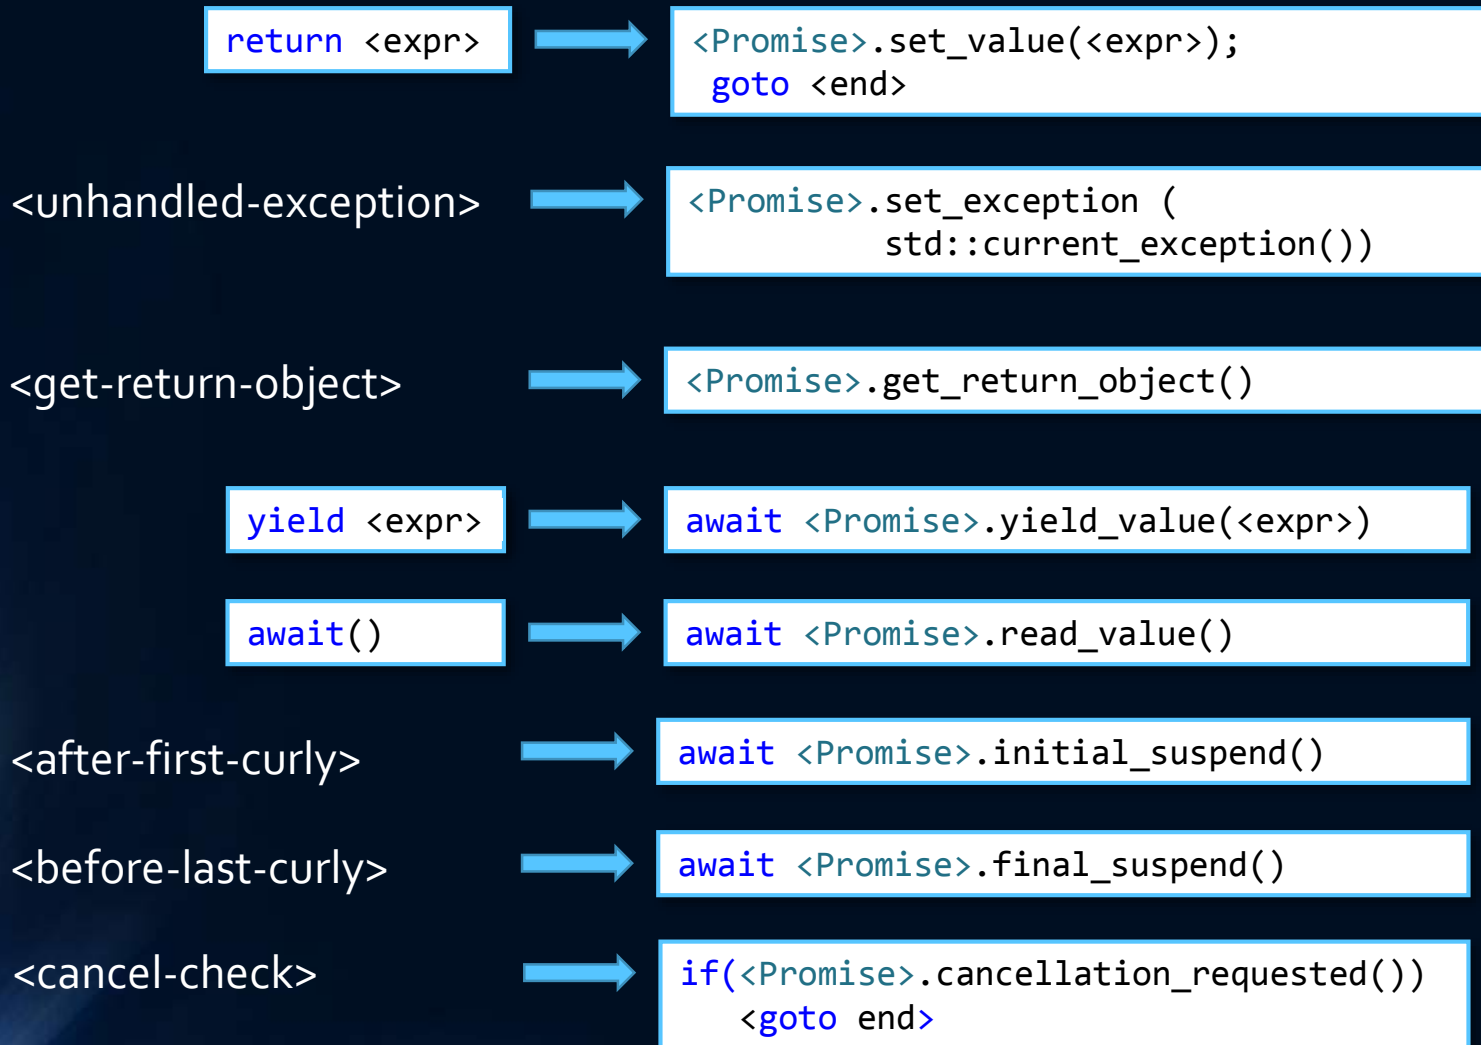 return <expr>
<Promise>.set_value(<expr>);
goto <end>
<unhandled-exception>
<Promise>.set_exception (
std::current_exception())
<get-return-object>
<Promise>.get_return_object()
yield <expr>
await <Promise>.yield_value(<expr>)
await()
await <Promise>.read_value()
<after-first-curly>
await <Promise>.initial_suspend()
<before-last-curly>
await <Promise>.final_suspend()
<cancel-check>
if(<Promise>.cancellation_requested())
<goto end>